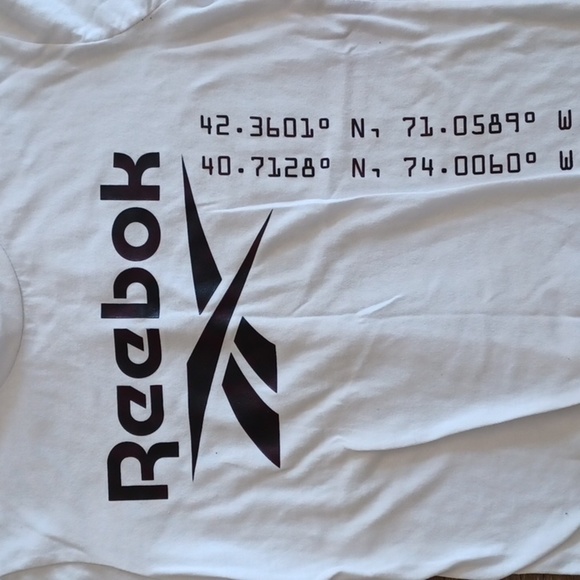 Reebok
42.3601° N, 71.0589° W
40.7128° N, 74.0060° W